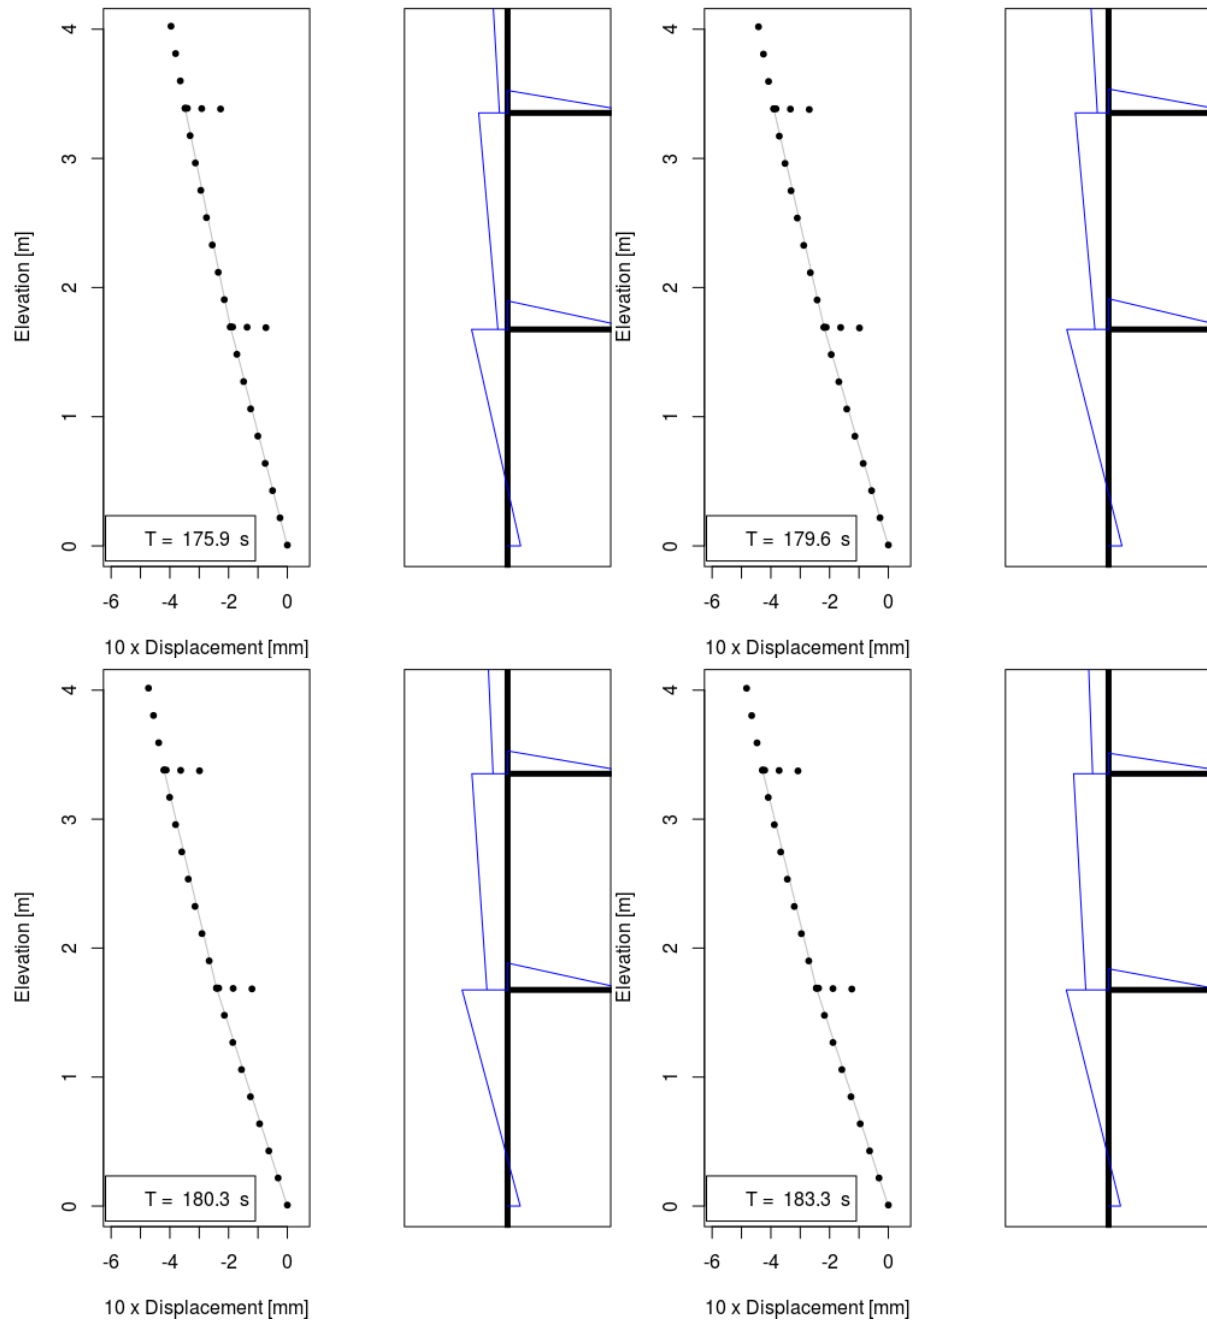 4
3
2
1
0
Elevation [m]
T = 175.9 s
-6 -4 -2 0
10 x Displacement [mm]
4
3
2
1
0
Elevation [m]
T = 179.6 s
-6 -4 -2 0
10 x Displacement [mm]
4
3
2
1
0
Elevation [m]
T = 180.3 s
-6 -4 -2 0
10 x Displacement [mm]
4
3
2
1
0
Elevation [m]
T = 183.3 s
-6 -4 -2 0
10 x Displacement [mm]